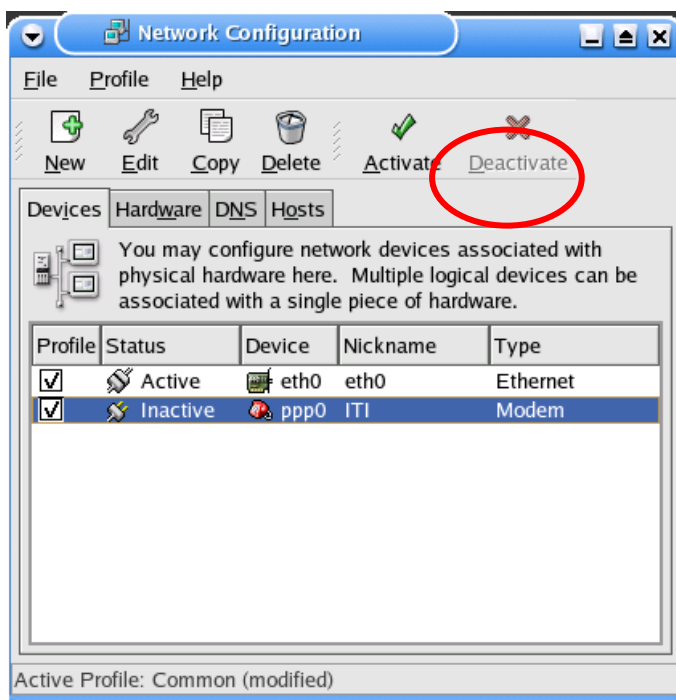 Network Configuration
File Profile Help
New Edit Copy Delete Activate Deactivate
Devices Hardware DNS Hosts
You may configure network devices associated with
physical hardware here. Multiple logical devices can be
associated with a single piece of hardware.
Profile Status Device Nickname Type
Active eth0 eth0 Ethernet
Inactive ppp0 ITI Modem
Active Profile: Common (modified)